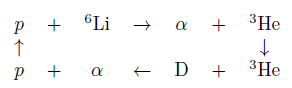 p + ⁶Li → α + ³He
↑ ↓
p + α ← D + ³He